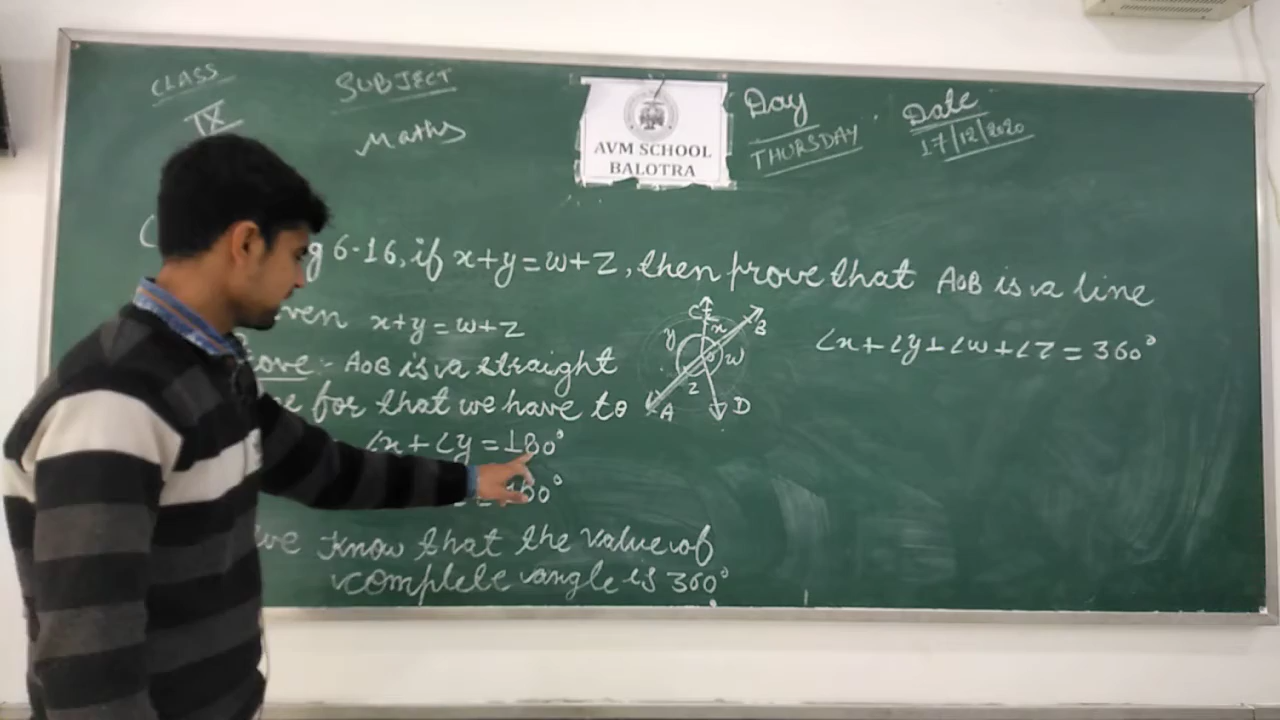 CLASS
IX
SUBJECT
Maths
AVM SCHOOL
BALOTRA
Day
THURSDAY
Date
17/12/2020
g 6-16, if x+y=w+z, then prove that AOB is a line
ven x+y=w+z
ove:- AOB is a straight
e for that we have to
∠x+∠y=180°
180°
we know that the value of
complete angle is 360°
C
x
B
y
O
w
z
A
D
∠x+∠y+∠w+∠z=360°